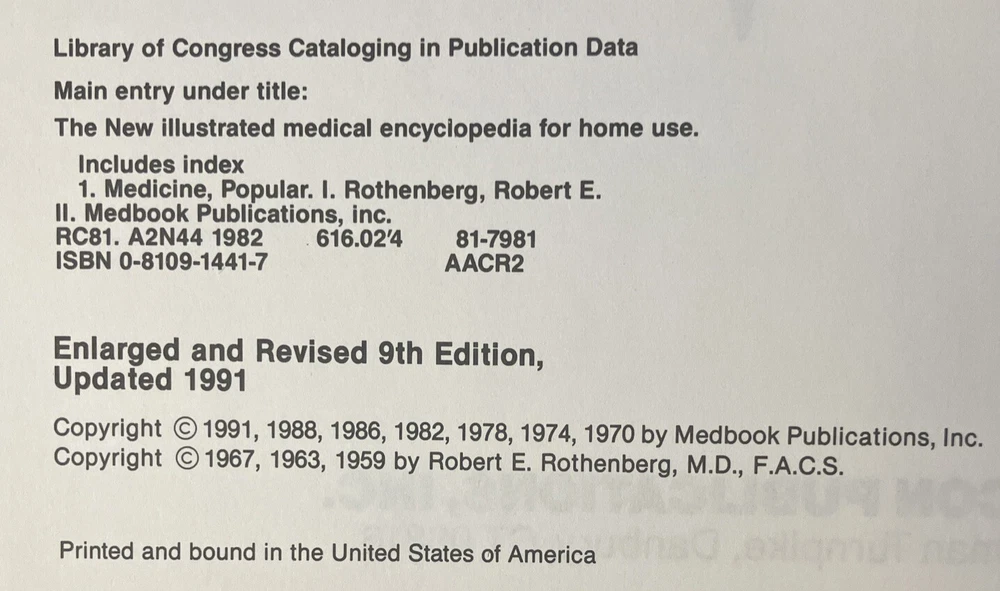 Library of Congress Cataloging in Publication Data
Main entry under title:
The New illustrated medical encyclopedia for home use.
Includes index
1. Medicine, Popular. I. Rothenberg, Robert E.
II. Medbook Publications, inc.
RC81. A2N44 1982 616.02'4 81-7981
ISBN 0-8109-1441-7 AACR2
Enlarged and Revised 9th Edition,
Updated 1991
Copyright © 1991, 1988, 1986, 1982, 1978, 1974, 1970 by Medbook Publications, Inc.
Copyright © 1967, 1963, 1959 by Robert E. Rothenberg, M.D., F.A.C.S.
Printed and bound in the United States of America